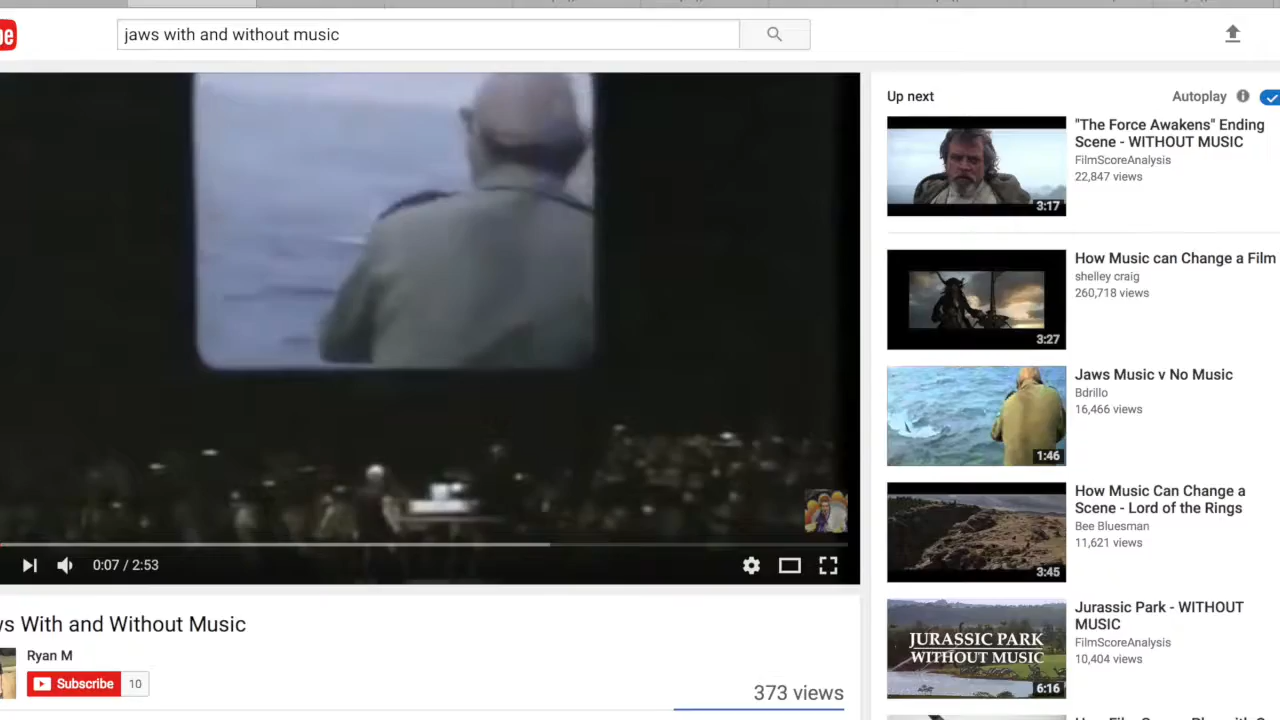 be
jaws with and without music
0:07 / 2:53
ws With and Without Music
Ryan M
Subscribe
10
373 views
Up next
Autoplay
"The Force Awakens" Ending
Scene - WITHOUT MUSIC
FilmScoreAnalysis
22,847 views
3:17
How Music can Change a Film
shelley craig
260,718 views
3:27
Jaws Music v No Music
Bdrillo
16,466 views
1:46
How Music Can Change a
Scene - Lord of the Rings
Bee Bluesman
11,621 views
3:45
Jurassic Park - WITHOUT
MUSIC
FilmScoreAnalysis
10,404 views
JURASSIC PARK
WITHOUT MUSIC
6:16